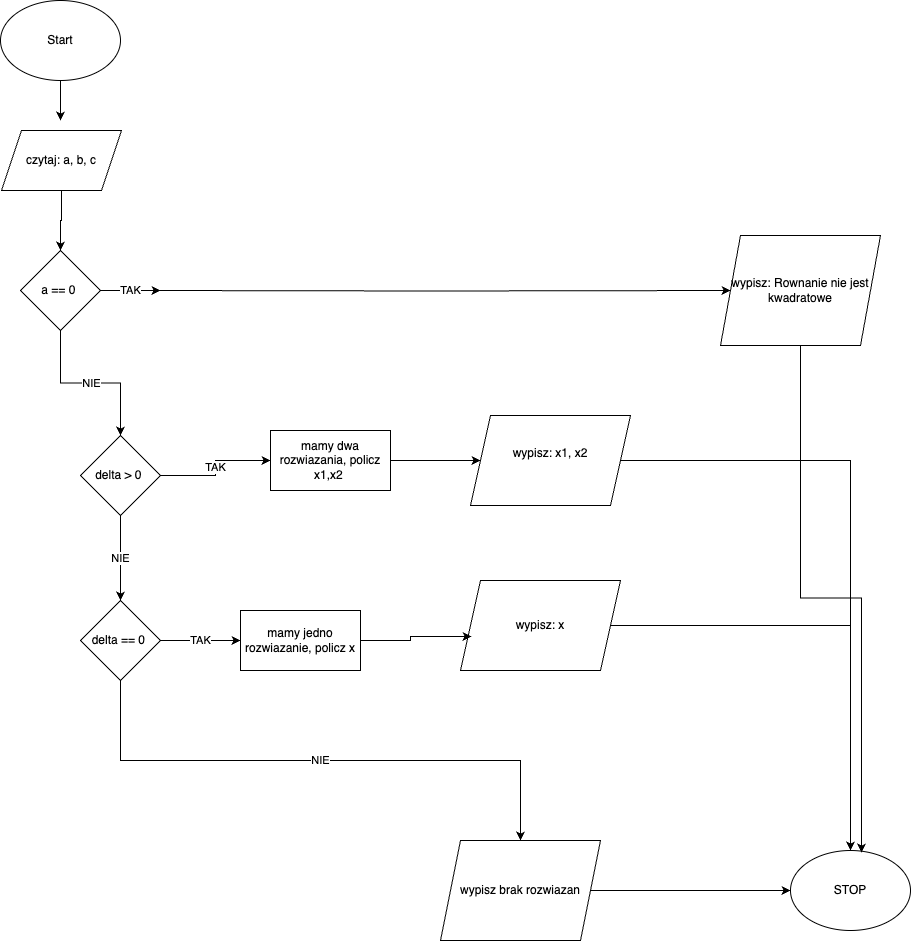 Start
czytaj: a, b, c
a == 0
TAK
wypisz: Rownanie nie jest
kwadratowe
NIE
delta > 0
TAK
mamy dwa
rozwiazania, policz
x1,x2
wypisz: x1, x2
NIE
delta == 0
TAK
mamy jedno
rozwiazanie, policz x
wypisz: x
NIE
wypisz brak rozwiazan
STOP